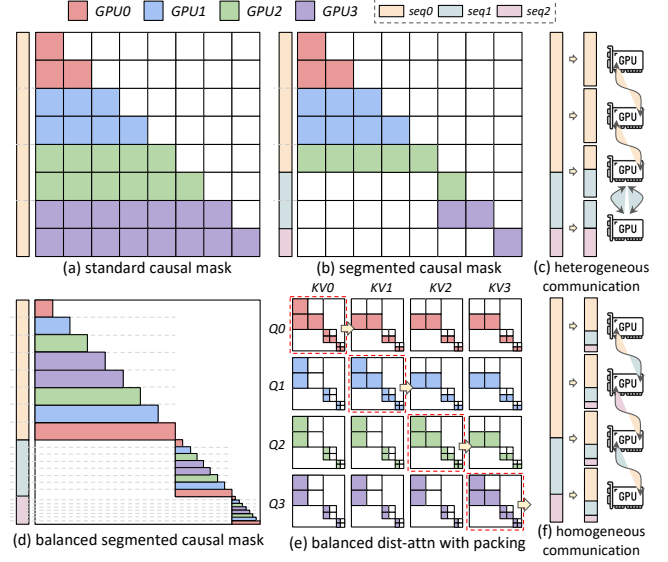 GPU0 GPU1 GPU2 GPU3 seq0 seq1 seq2
GPU
GPU
GPU
GPU
(a) standard causal mask
(b) segmented causal mask
(c) heterogeneous
communication
KV0 KV1 KV2 KV3
Q0
Q1
Q2
Q3
GPU
GPU
GPU
GPU
(d) balanced segmented causal mask
(e) balanced dist-attn with packing
(f) homogeneous
communication